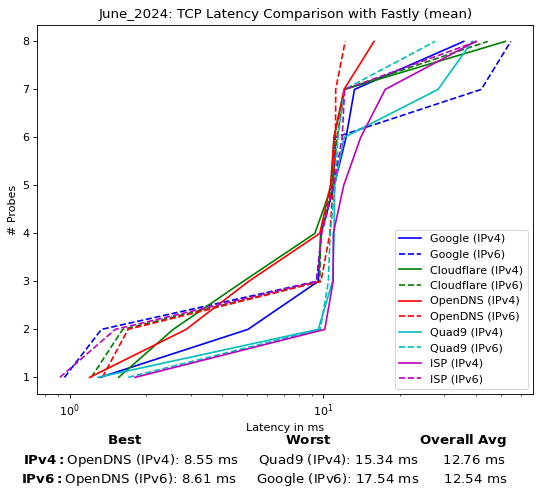 June_2024: TCP Latency Comparison with Fastly (mean)
8
7
6
5
4
3
2
1
# Probes
Google (IPv4)
Google (IPv6)
Cloudflare (IPv4)
Cloudflare (IPv6)
OpenDNS (IPv4)
OpenDNS (IPv6)
Quad9 (IPv4)
Quad9 (IPv6)
ISP (IPv4)
ISP (IPv6)
10⁰ 10¹
Latency in ms
Best Worst Overall Avg
IPv4: OpenDNS (IPv4): 8.55 ms Quad9 (IPv4): 15.34 ms 12.76 ms
IPv6: OpenDNS (IPv6): 8.61 ms Google (IPv6): 17.54 ms 12.54 ms